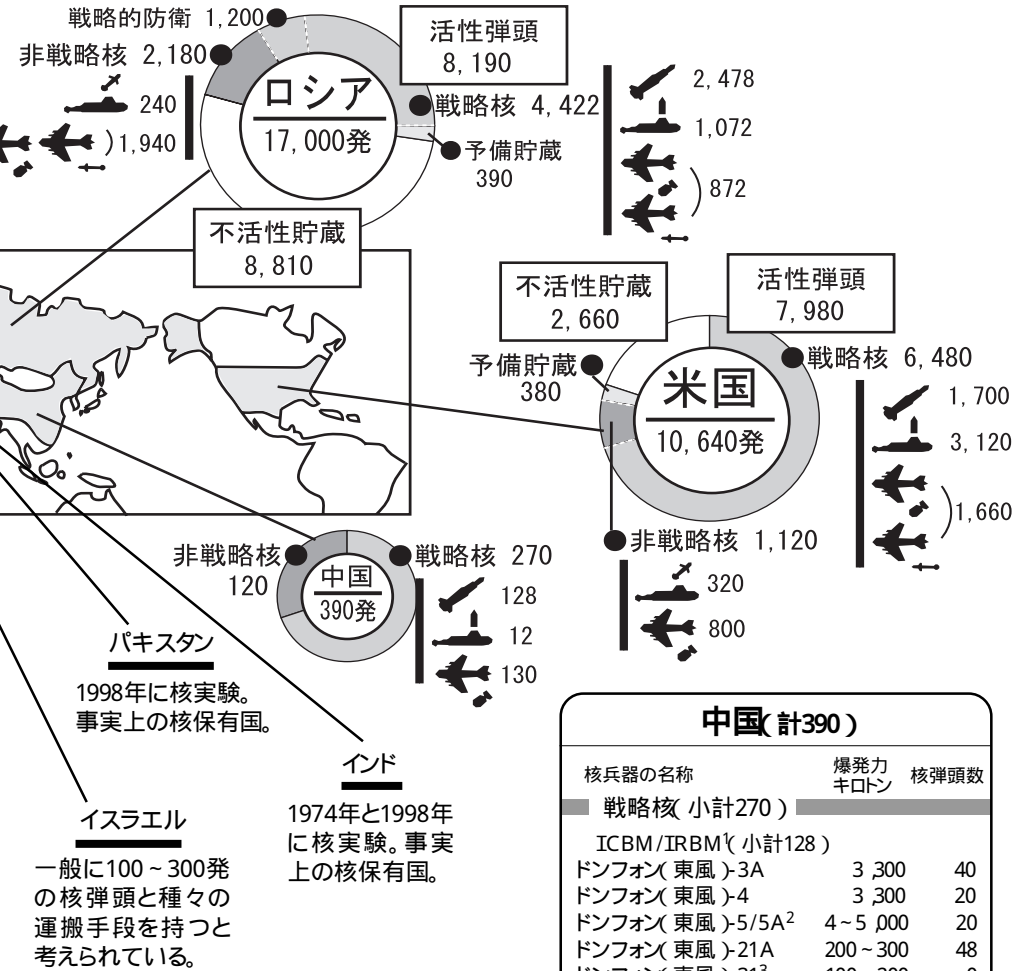 戦略的防衛 1,200
非戦略核 2,180
240
)1,940
ロシア
17,000発
活性弾頭
8,190
戦略核 4,422
予備貯蔵
390
2,478
1,072
872
不活性貯蔵
8,810
不活性貯蔵
2,660
活性弾頭
7,980
予備貯蔵
380
戦略核 6,480
米国
10,640発
1,700
3,120
1,660
非戦略核 1,120
320
800
非戦略核
120
中国
390発
戦略核 270
128
12
130
パキスタン
1998年に核実験。
事実上の核保有国。
インド
1974年と1998年
に核実験。事実
上の核保有国。
イスラエル
一般に100~300発
の核弾頭と種々の
運搬手段を持つと
考えられている。
中国(計390)
核兵器の名称 爆発力キロトン 核弾頭数
戦略核(小計270)
ICBM/IRBM1(小計128)
ドンフォン(東風)-3A 3,300 40
ドンフォン(東風)-4 3,300 20
ドンフォン(東風)-5/5A2 4~5,000 20
ドンフォン(東風)-21A 200~300 48